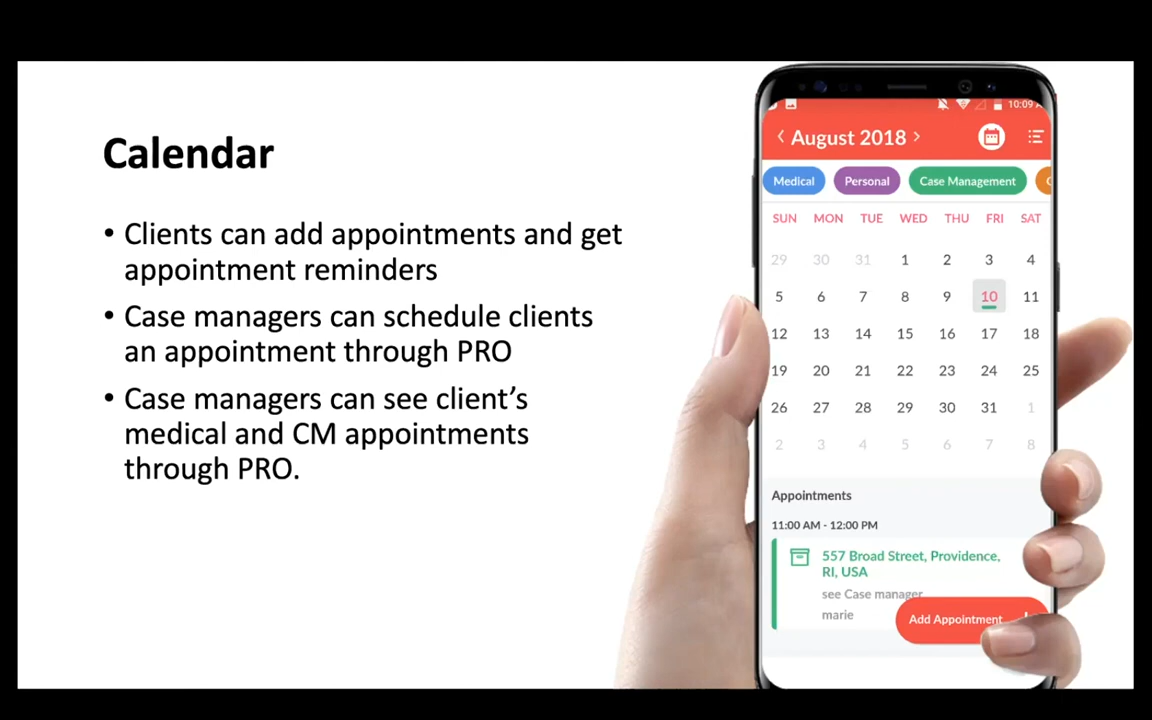 Calendar
• Clients can add appointments and get
appointment reminders
• Case managers can schedule clients
an appointment through PRO
• Case managers can see client’s
medical and CM appointments
through PRO.
10:09
August 2018
Medical Personal Case Management
SUN MON TUE WED THU FRI SAT
29 30 31 1 2 3 4
5 6 7 8 9 10 11
12 13 14 15 16 17 18
19 20 21 22 23 24 25
26 27 28 29 30 31 1
2 3 4 5 6 7 8
Appointments
11:00 AM - 12:00 PM
557 Broad Street, Providence,
RI, USA
see Case manager
marie
Add Appointment